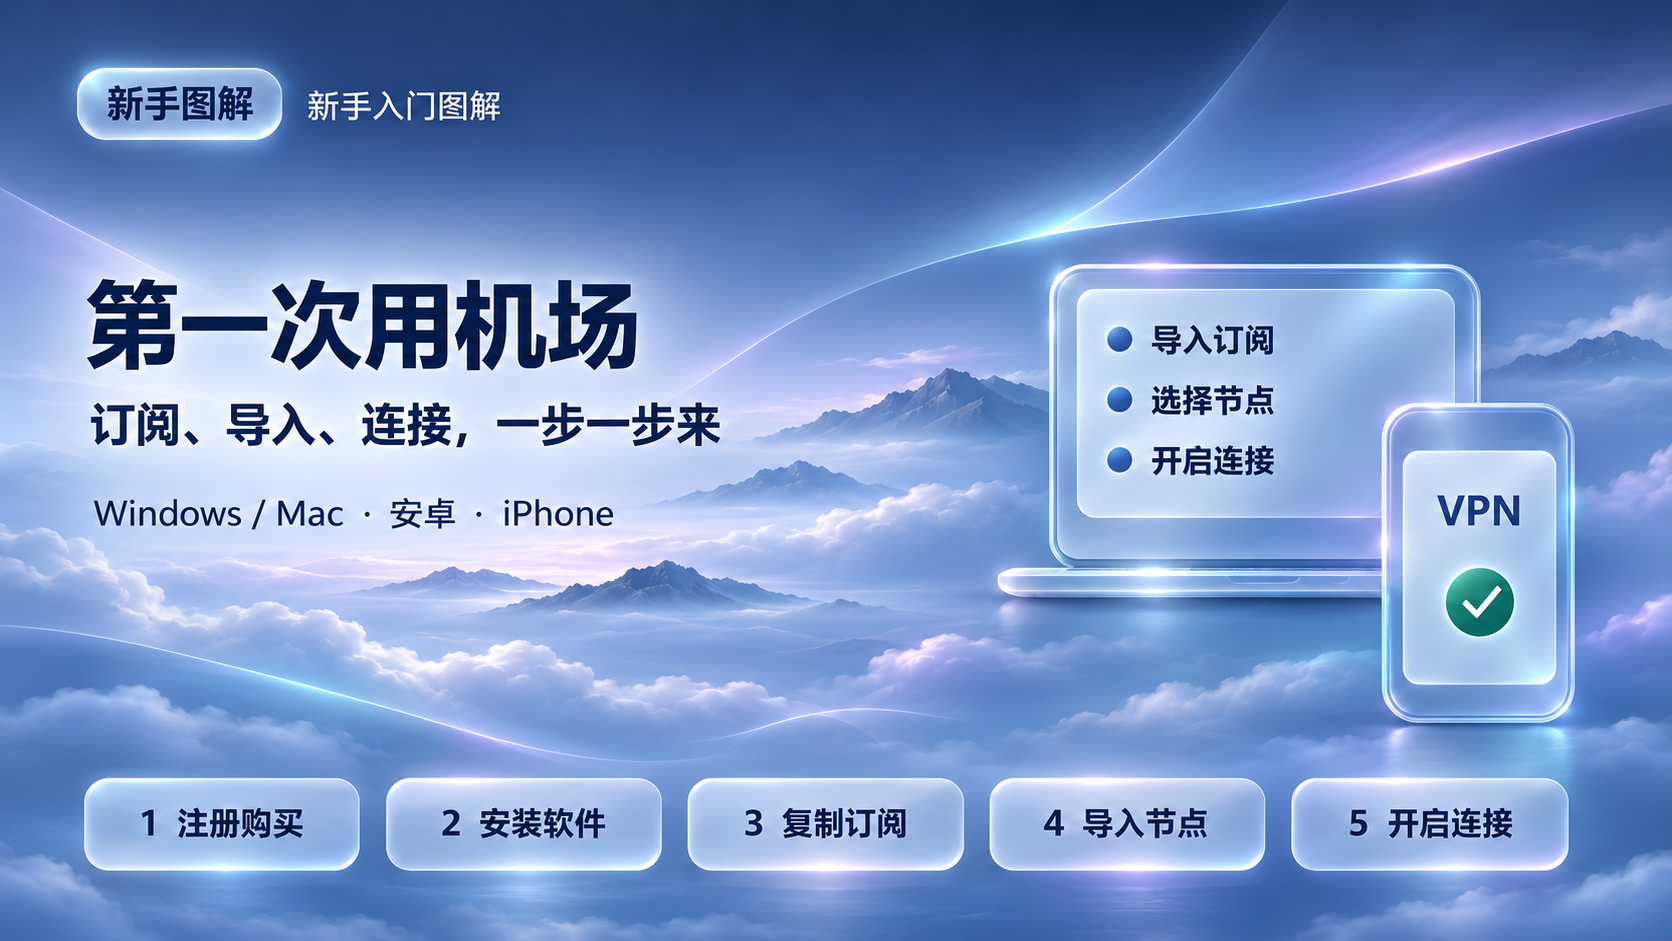 新手图解 新手入门图解
第一次用机场
订阅、导入、连接，一步一步来
Windows / Mac · 安卓 · iPhone
导入订阅
选择节点
开启连接
VPN
1 注册购买
2 安装软件
3 复制订阅
4 导入节点
5 开启连接